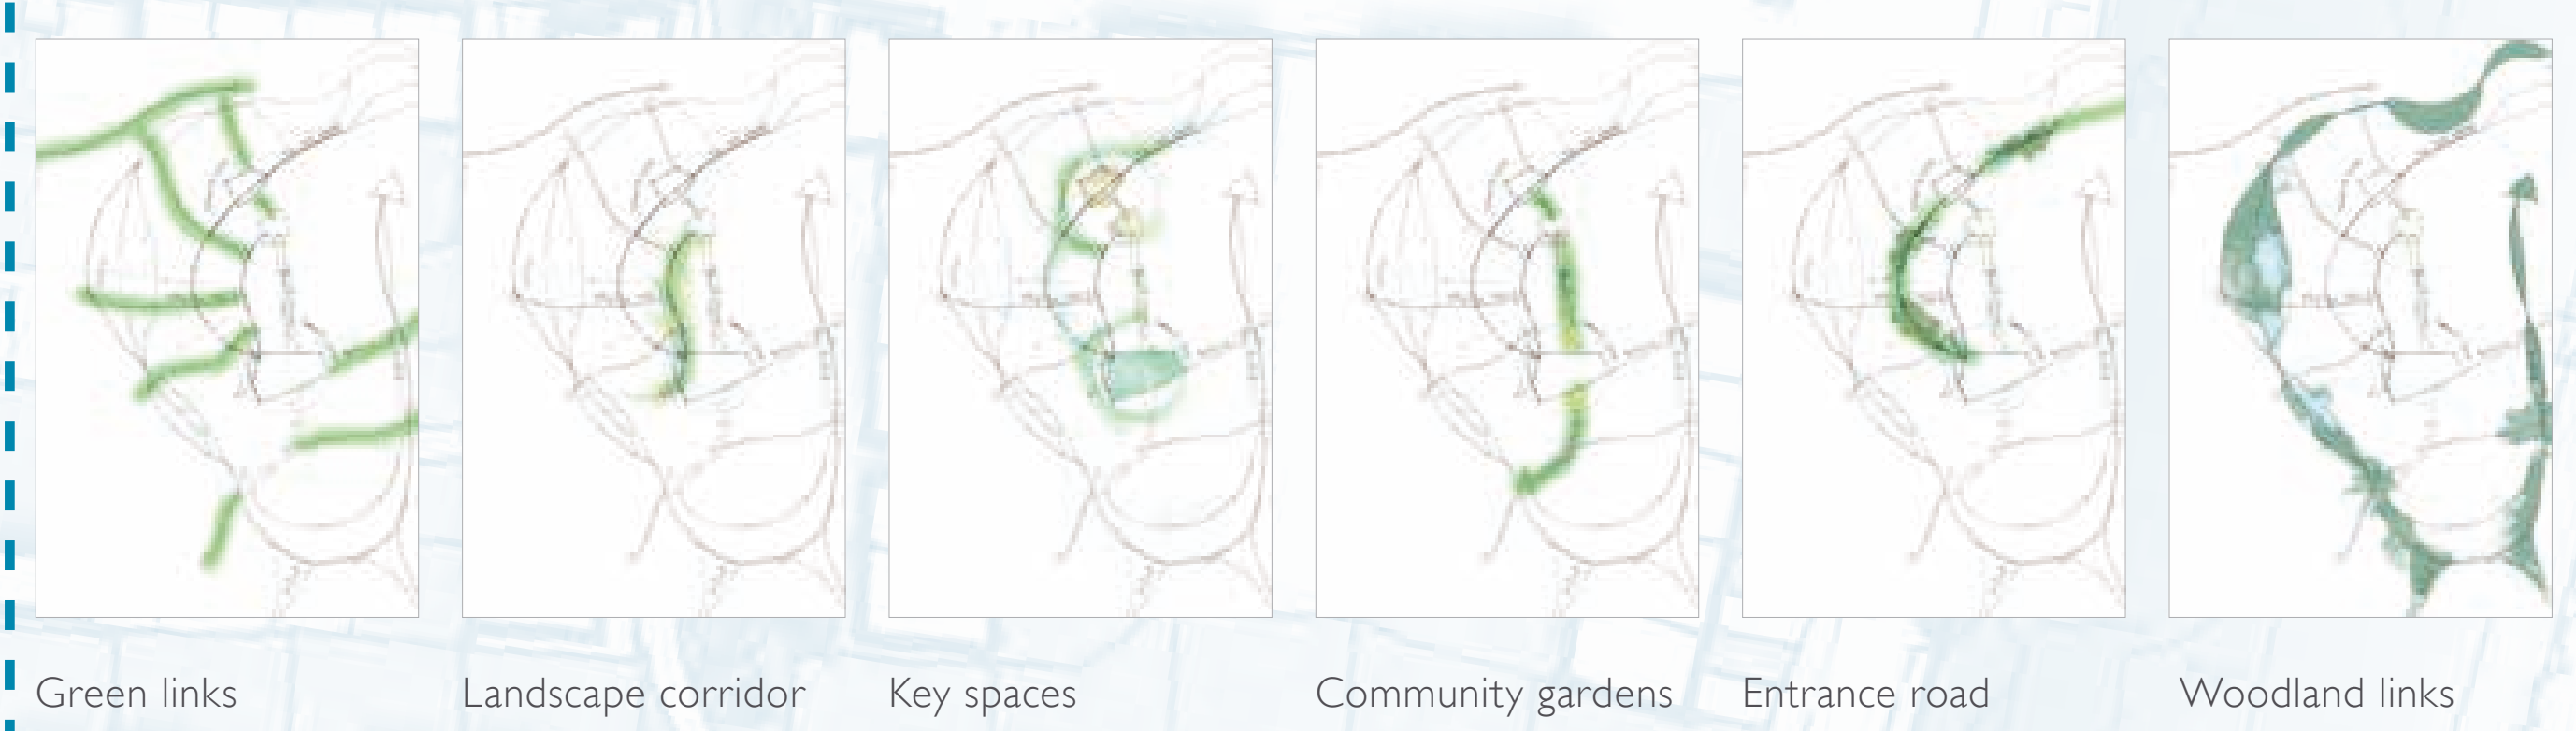 Green links
Landscape corridor
Key spaces
Community gardens
Entrance road
Woodland links